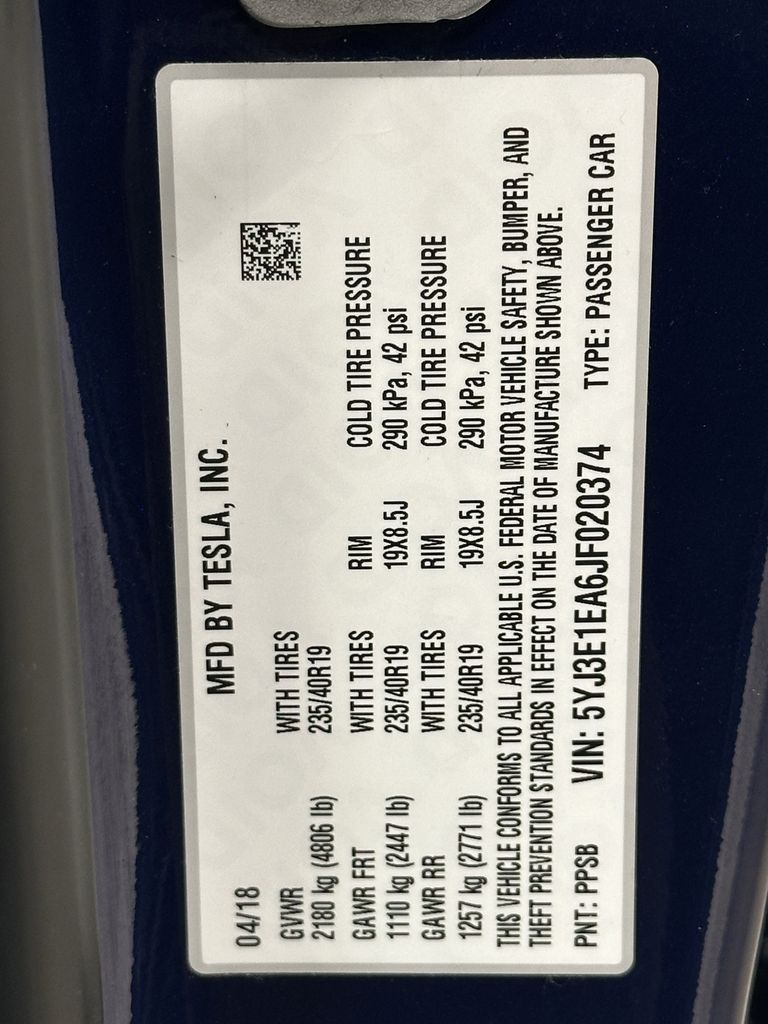 MFD BY TESLA, INC.
04/18
GVWR WITH TIRES
2180 kg (4806 lb) 235/40R19
GAWR FRT WITH TIRES RIM COLD TIRE PRESSURE
1110 kg (2447 lb) 235/40R19 19X8.5J 290 kPa, 42 psi
GAWR RR WITH TIRES RIM COLD TIRE PRESSURE
1257 kg (2771 lb) 235/40R19 19X8.5J 290 kPa, 42 psi
THIS VEHICLE CONFORMS TO ALL APPLICABLE U.S. FEDERAL MOTOR VEHICLE SAFETY, BUMPER, AND
THEFT PREVENTION STANDARDS IN EFFECT ON THE DATE OF MANUFACTURE SHOWN ABOVE.
PNT: PPSB VIN: 5YJ3E1EA6JF020374 TYPE: PASSENGER CAR